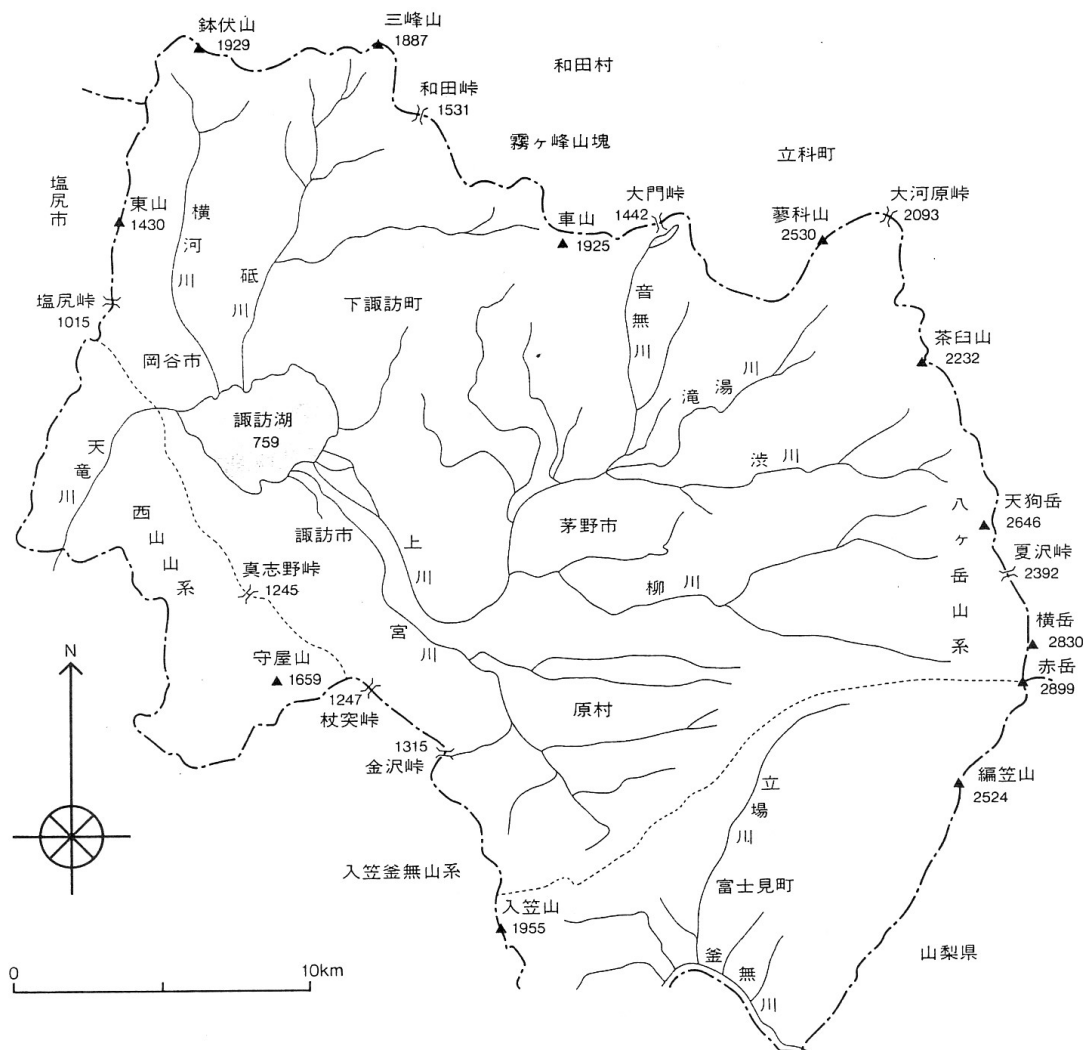 鉢伏山
1929
三峰山
1887
和田峠
1531
和田村
霧ヶ峰山塊
立科町
塩尻市
東山
1430
横河川
砥川
車山
1925
大門峠
1442
蓼科山
2530
大河原峠
2093
塩尻峠
1015
下諏訪町
音無川
茶臼山
2232
岡谷市
滝湯川
諏訪湖
759
天竜川
渋川
西山山系
諏訪市
上川
茅野市
八ヶ岳山系
天狗岳
2646
夏沢峠
2392
真志野峠
1245
宮川
柳川
横岳
2830
赤岳
2899
守屋山
1659
1247
杖突峠
原村
1315
金沢峠
編笠山
2524
N
立場川
入笠釜無山系
富士見町
入笠山
1955
釜無川
山梨県
0
10km